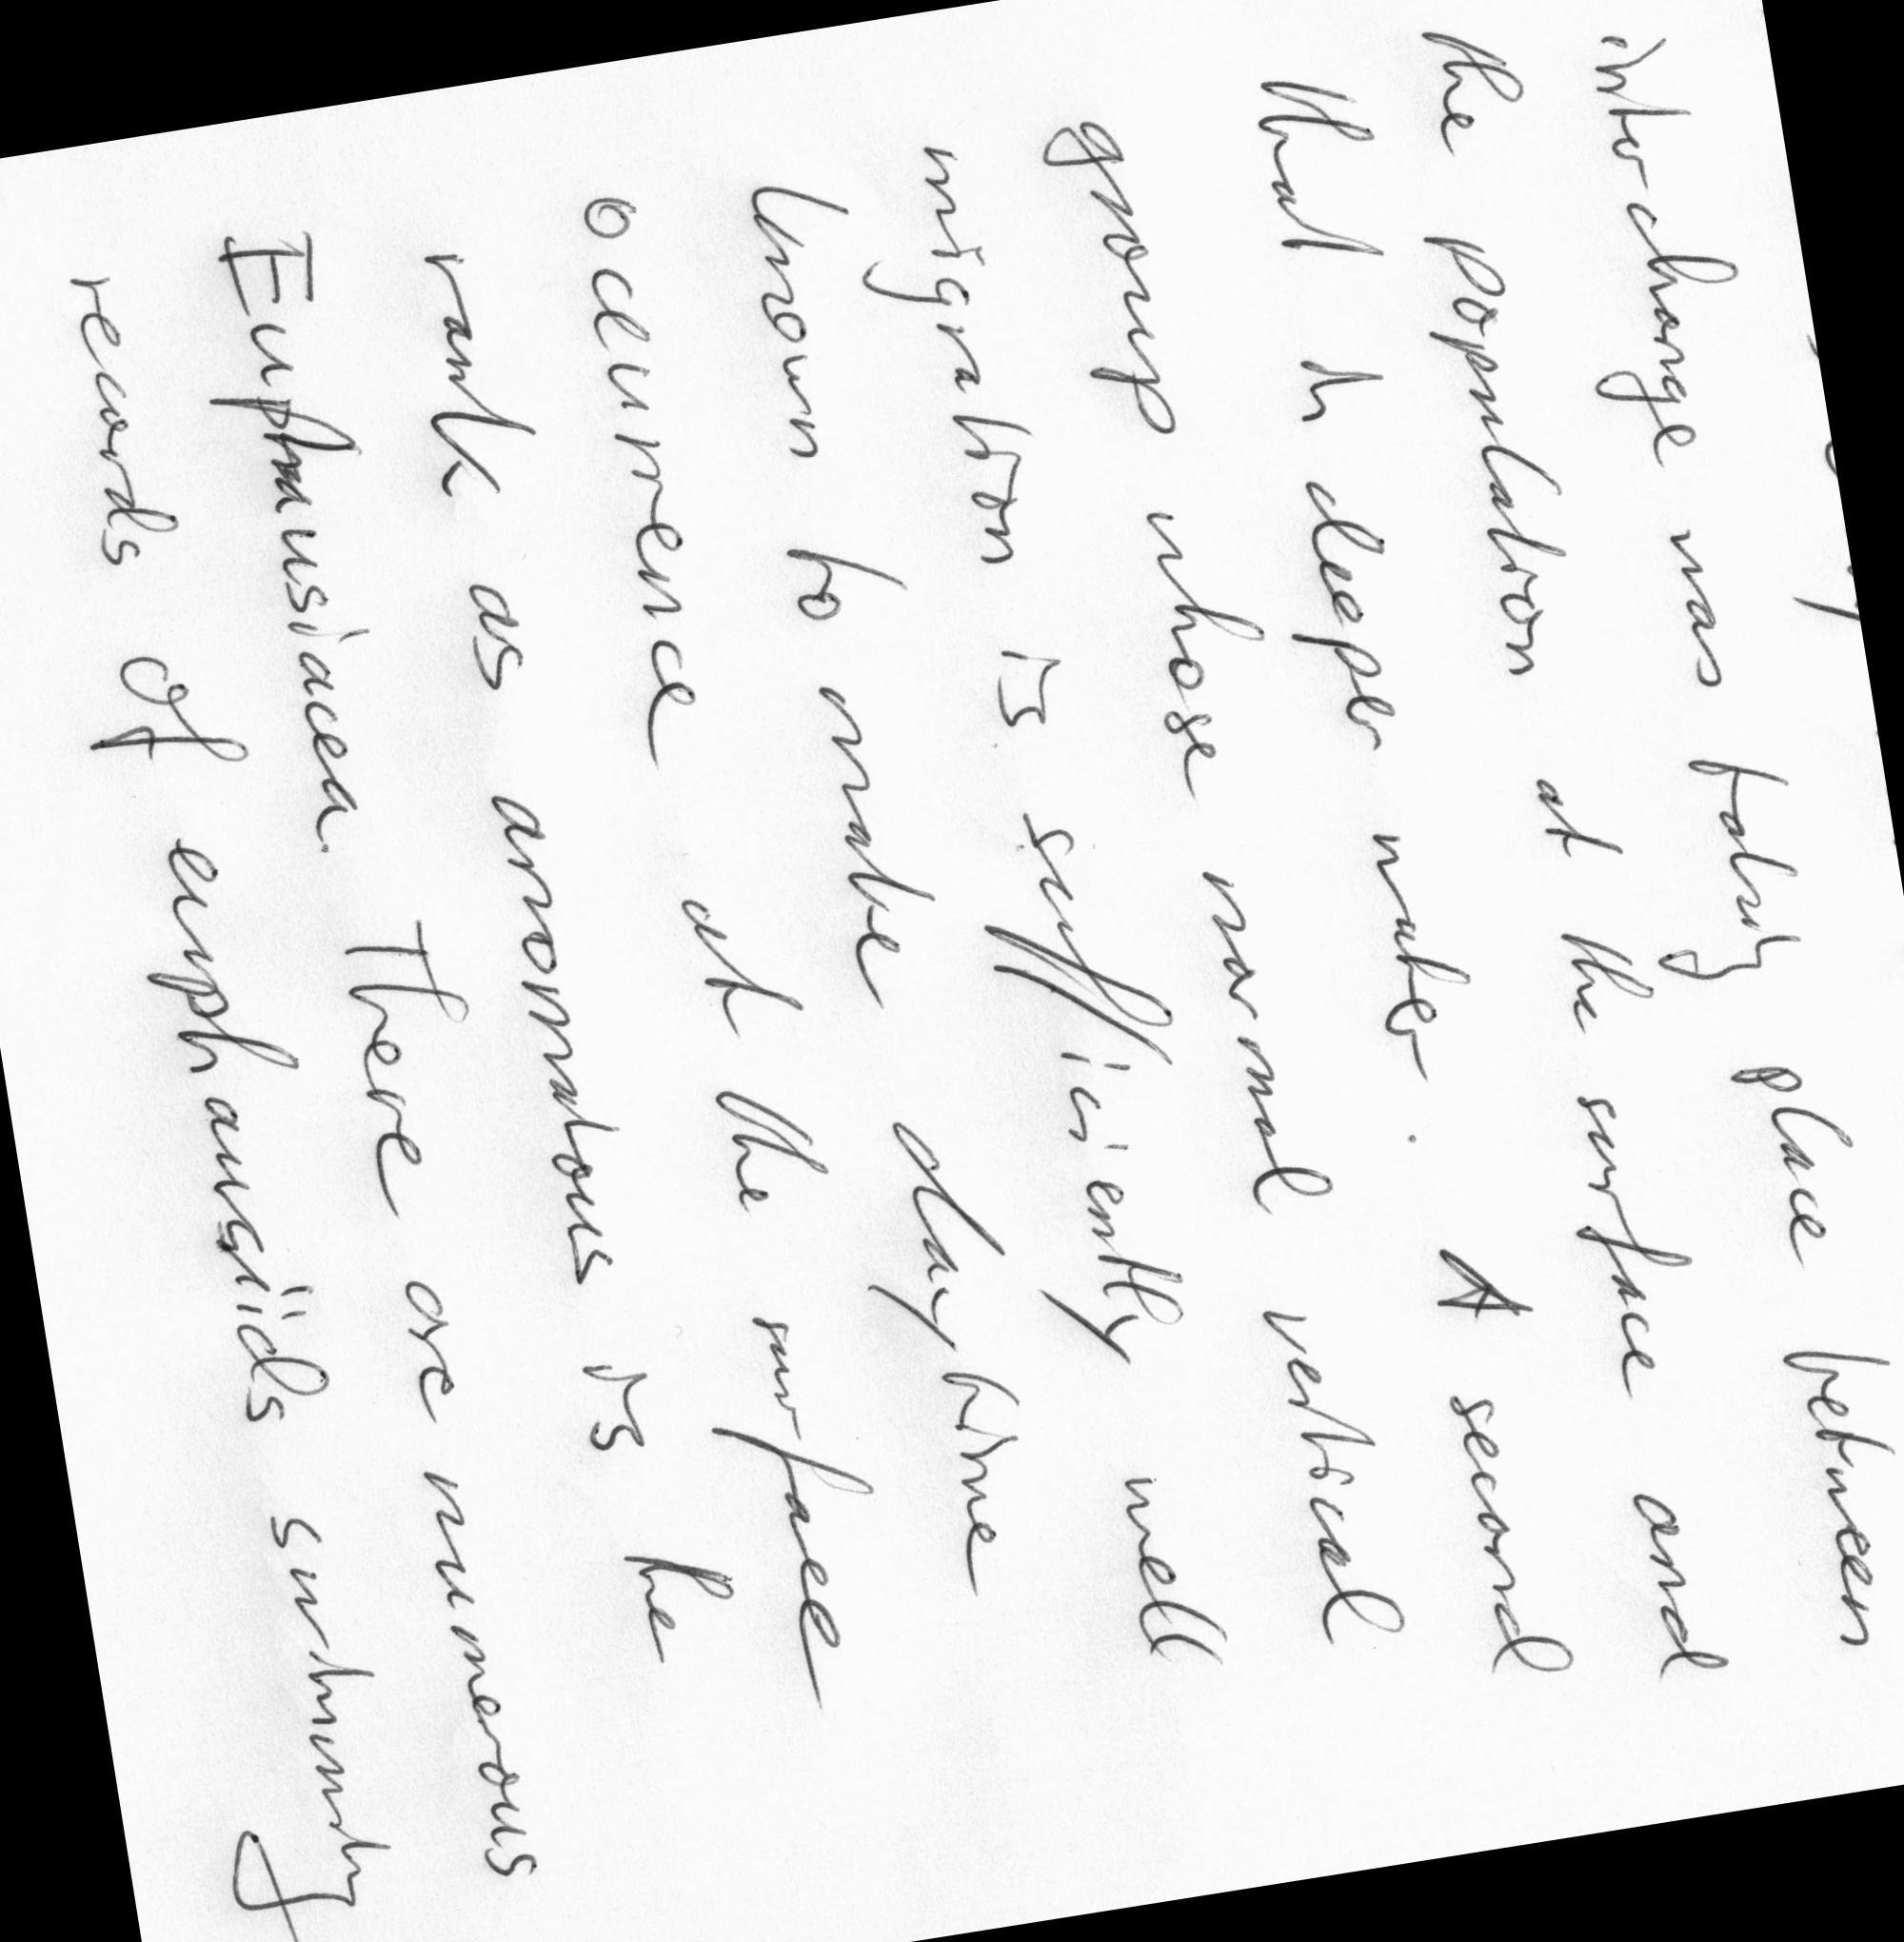 interchange was taking place between
the population at the surface and
that in deeper water. A second
group whose normal vertical
migration is sufficiently well
known to make daytime
occurrence at the surface
rank as anomalous is the
Euphausiacea. There are numerous
records of euphausiids swimming